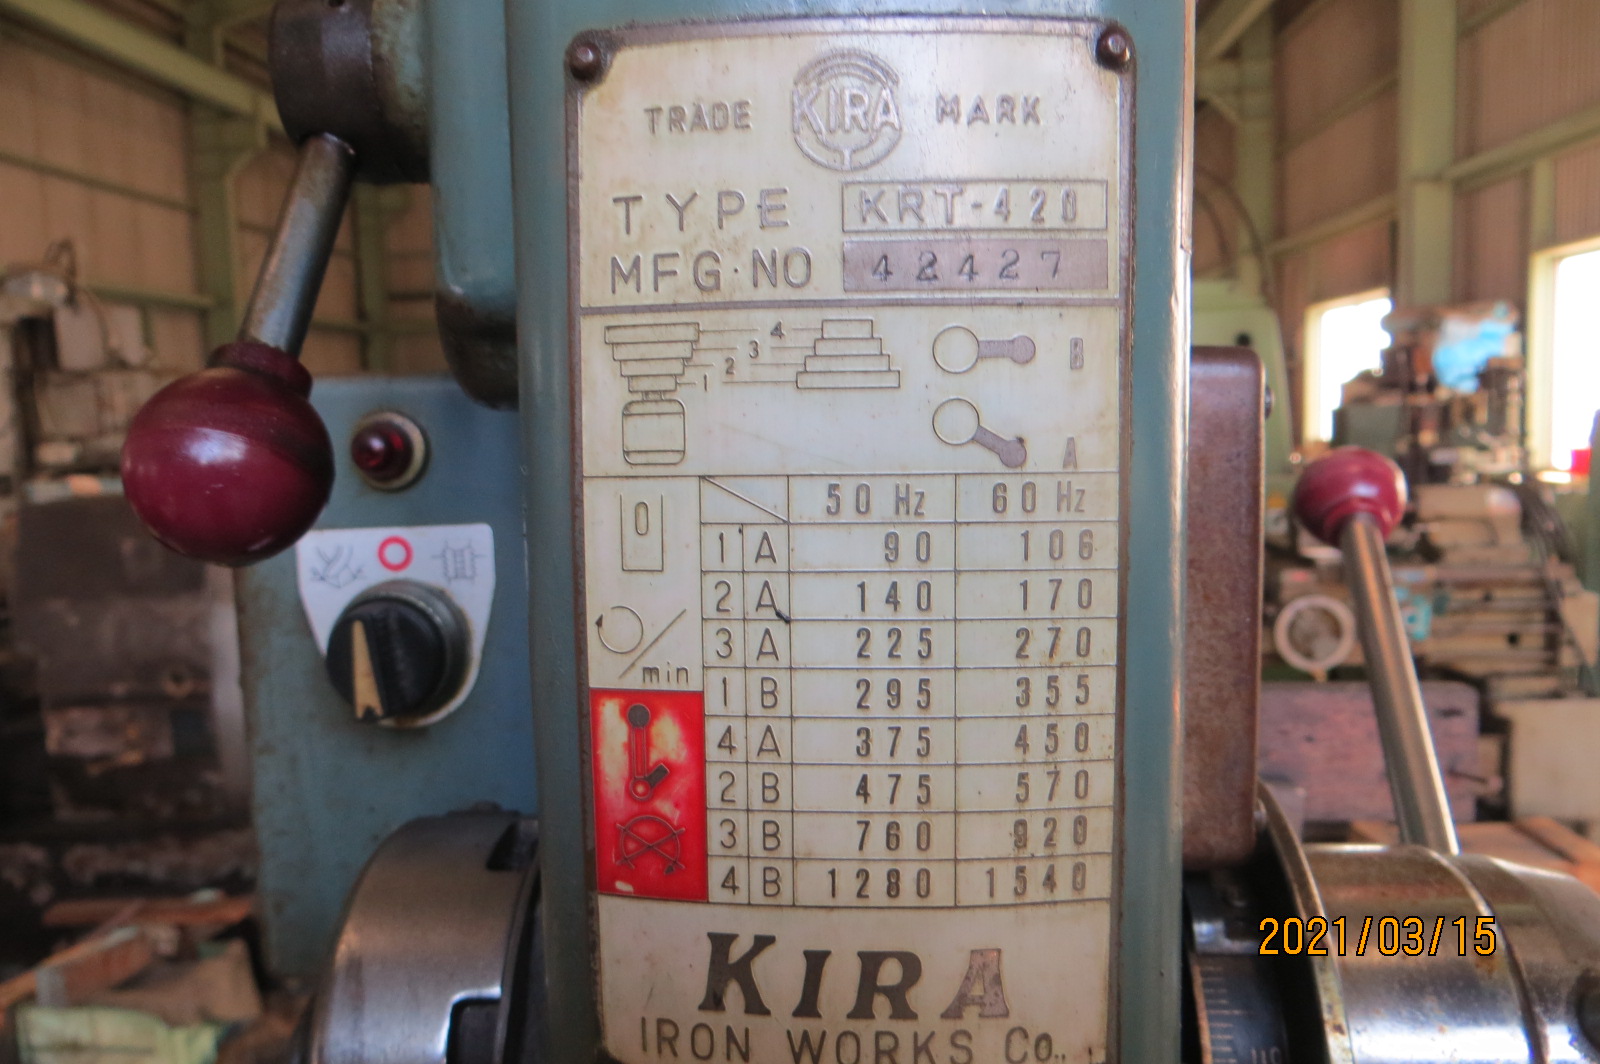 TRADE KIRA MARK
TYPE KRT-420
MFG·NO 42427
4
3
2
1
B
A
50 Hz 60 Hz
1 A 90 106
2 A 140 170
3 A 225 270
1 B 295 355
4 A 375 450
2 B 475 570
3 B 760 920
4 B 1280 1540
0
/min
KIRA
IRON WORKS Co.,
2021/03/15